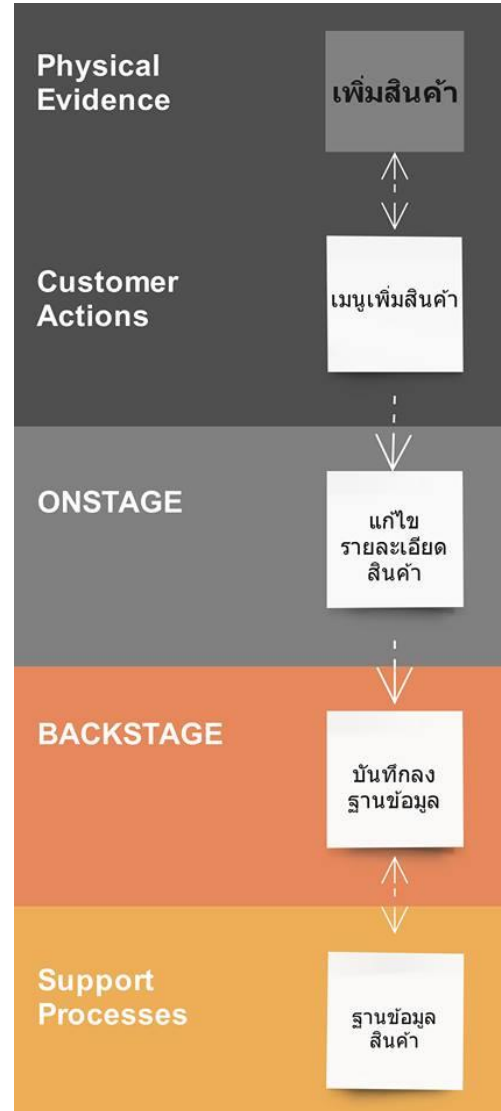 Physical
Evidence
เพิ่มสินค้า
Customer
Actions
เมนูเพิ่มสินค้า
ONSTAGE
แก้ไข
รายละเอียด
สินค้า
BACKSTAGE
บันทึกลง
ฐานข้อมูล
Support
Processes
ฐานข้อมูล
สินค้า